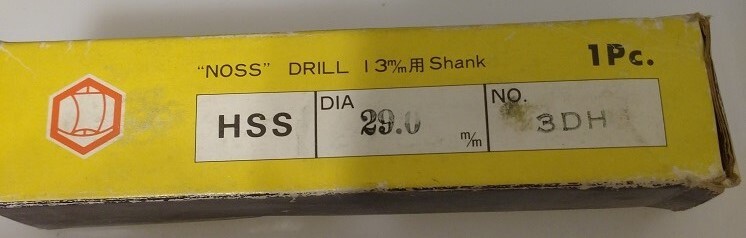 "NOSS" DRILL 13m/m用 Shank
1Pc.
HSS
DIA
29.0 m/m
NO.
3DH